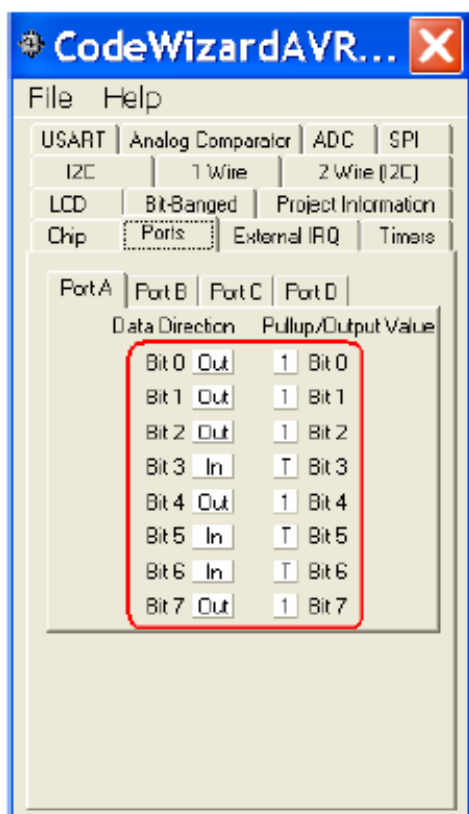 CodeWizardAVR...
File Help
USART Analog Comparator ADC SPI
I2C 1 Wire 2 Wire (I2C)
LCD Bit-Banged Project Information
Chip Ports External IRQ Timers
Port A Port B Port C Port D
Data Direction Pullup/Output Value
Bit 0 Out 1 Bit 0
Bit 1 Out 1 Bit 1
Bit 2 Out 1 Bit 2
Bit 3 In T Bit 3
Bit 4 Out 1 Bit 4
Bit 5 In T Bit 5
Bit 6 In T Bit 6
Bit 7 Out 1 Bit 7